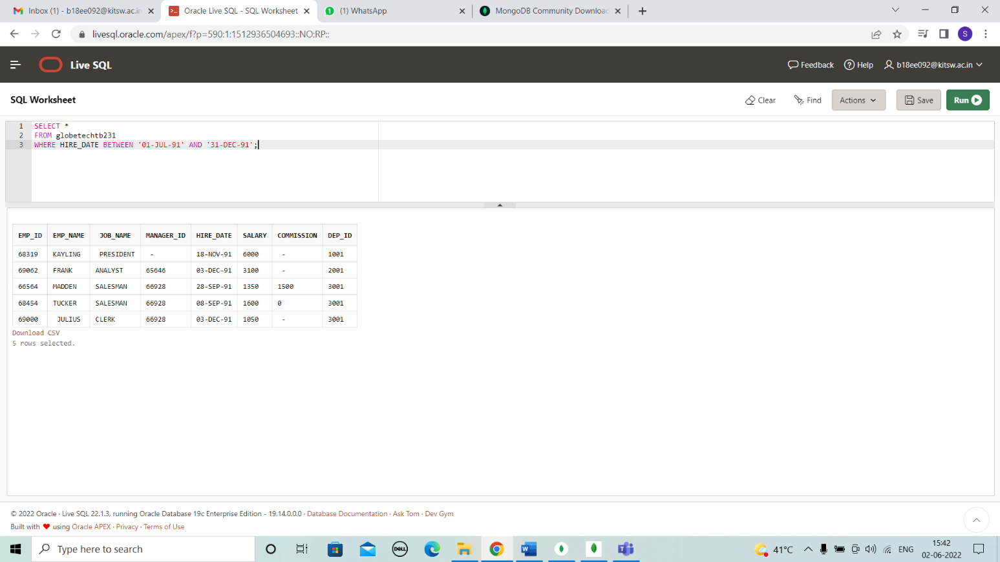 Inbox (1) - b18ee092@kitsw.ac.in
Oracle Live SQL - SQL Worksheet
(1) WhatsApp
MongoDB Community Download
livesql.oracle.com/apex/f?p=590:1:1512936504693::NO:RP::
S
Live SQL
Feedback
Help
b18ee092@kitsw.ac.in
SQL Worksheet
Clear
Find
Actions
Save
Run
1 SELECT *
2 FROM globetechtb231
3 WHERE HIRE_DATE BETWEEN '01-JUL-91' AND '31-DEC-91';
EMP_ID EMP_NAME JOB_NAME MANAGER_ID HIRE_DATE SALARY COMMISSION DEP_ID
68319 KAYLING PRESIDENT - 18-NOV-91 6000 - 1001
69062 FRANK ANALYST 65646 03-DEC-91 3100 - 2001
66564 MADDEN SALESMAN 66928 28-SEP-91 1350 1500 3001
68454 TUCKER SALESMAN 66928 08-SEP-91 1600 0 3001
69000 JULIUS CLERK 66928 03-DEC-91 1050 - 3001
Download CSV
5 rows selected.
© 2022 Oracle · Live SQL 22.1.3, running Oracle Database 19c Enterprise Edition - 19.14.0.0.0 · Database Documentation · Ask Tom · Dev Gym
Built with ♥ using Oracle APEX · Privacy · Terms of Use
Type here to search
DELL
41°C
ENG
15:42
02-06-2022